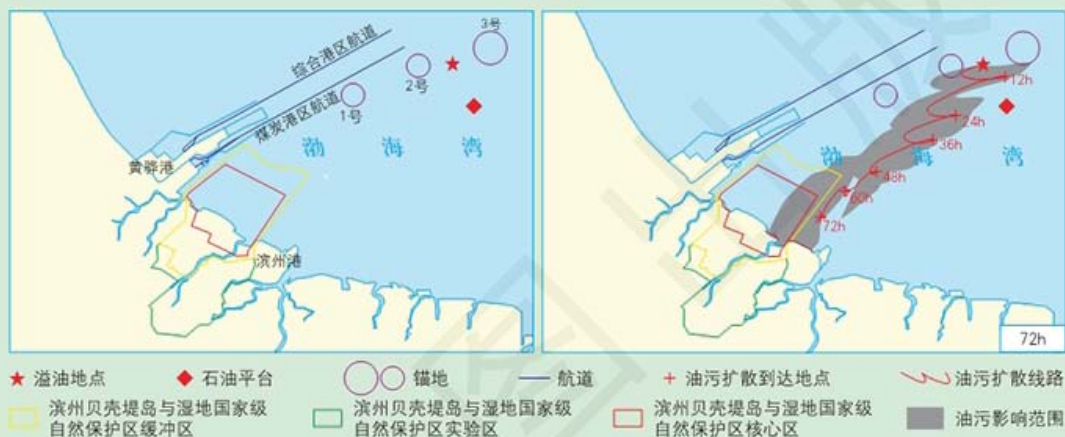 3号
综合港区航道
2号
1号
煤炭港区航道
渤 海 湾
黄骅港
滨州港
12h
24h
36h
渤 海 湾
48h
60h
72h
72h
溢油地点
石油平台
锚地
航道
油污扩散到达地点
油污扩散线路
滨州贝壳堤岛与湿地国家级
自然保护区缓冲区
滨州贝壳堤岛与湿地国家级
自然保护区实验区
滨州贝壳堤岛与湿地国家级
自然保护区核心区
油污影响范围